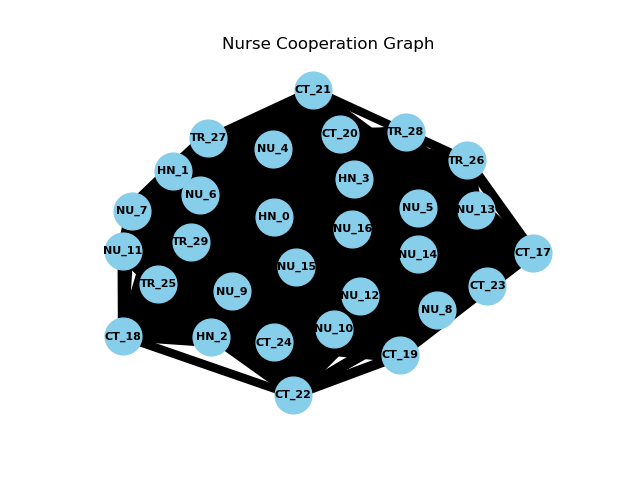 Nurse Cooperation Graph
CT_21
TR_27
CT_20
TR_28
NU_4
TR_26
HN_1
HN_3
NU_6
NU_7
HN_0
NU_5
NU_13
NU_16
TR_29
NU_11
NU_14
CT_17
NU_15
TR_25
NU_9
CT_23
NU_12
NU_8
CT_18
HN_2
CT_24
NU_10
CT_19
CT_22